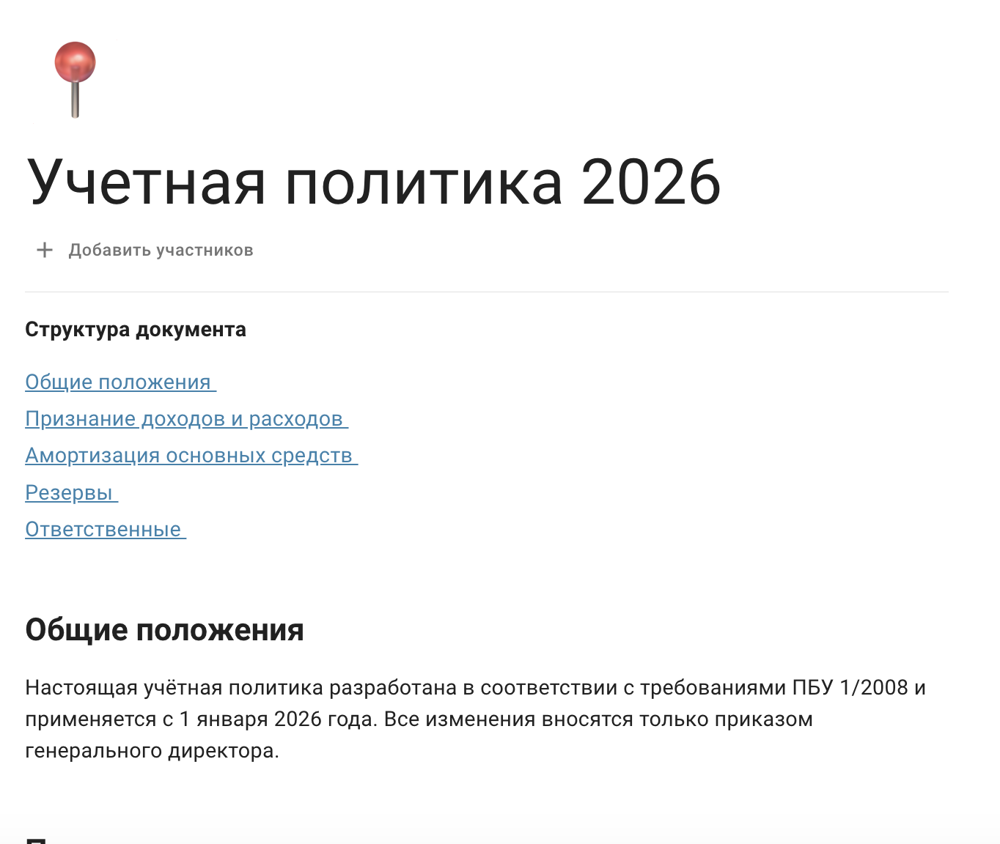 Учетная политика 2026
Добавить участников
Структура документа
Общие положения
Признание доходов и расходов
Амортизация основных средств
Резервы
Ответственные
Общие положения
Настоящая учётная политика разработана в соответствии с требованиями ПБУ 1/2008 и
применяется с 1 января 2026 года. Все изменения вносятся только приказом
генерального директора.